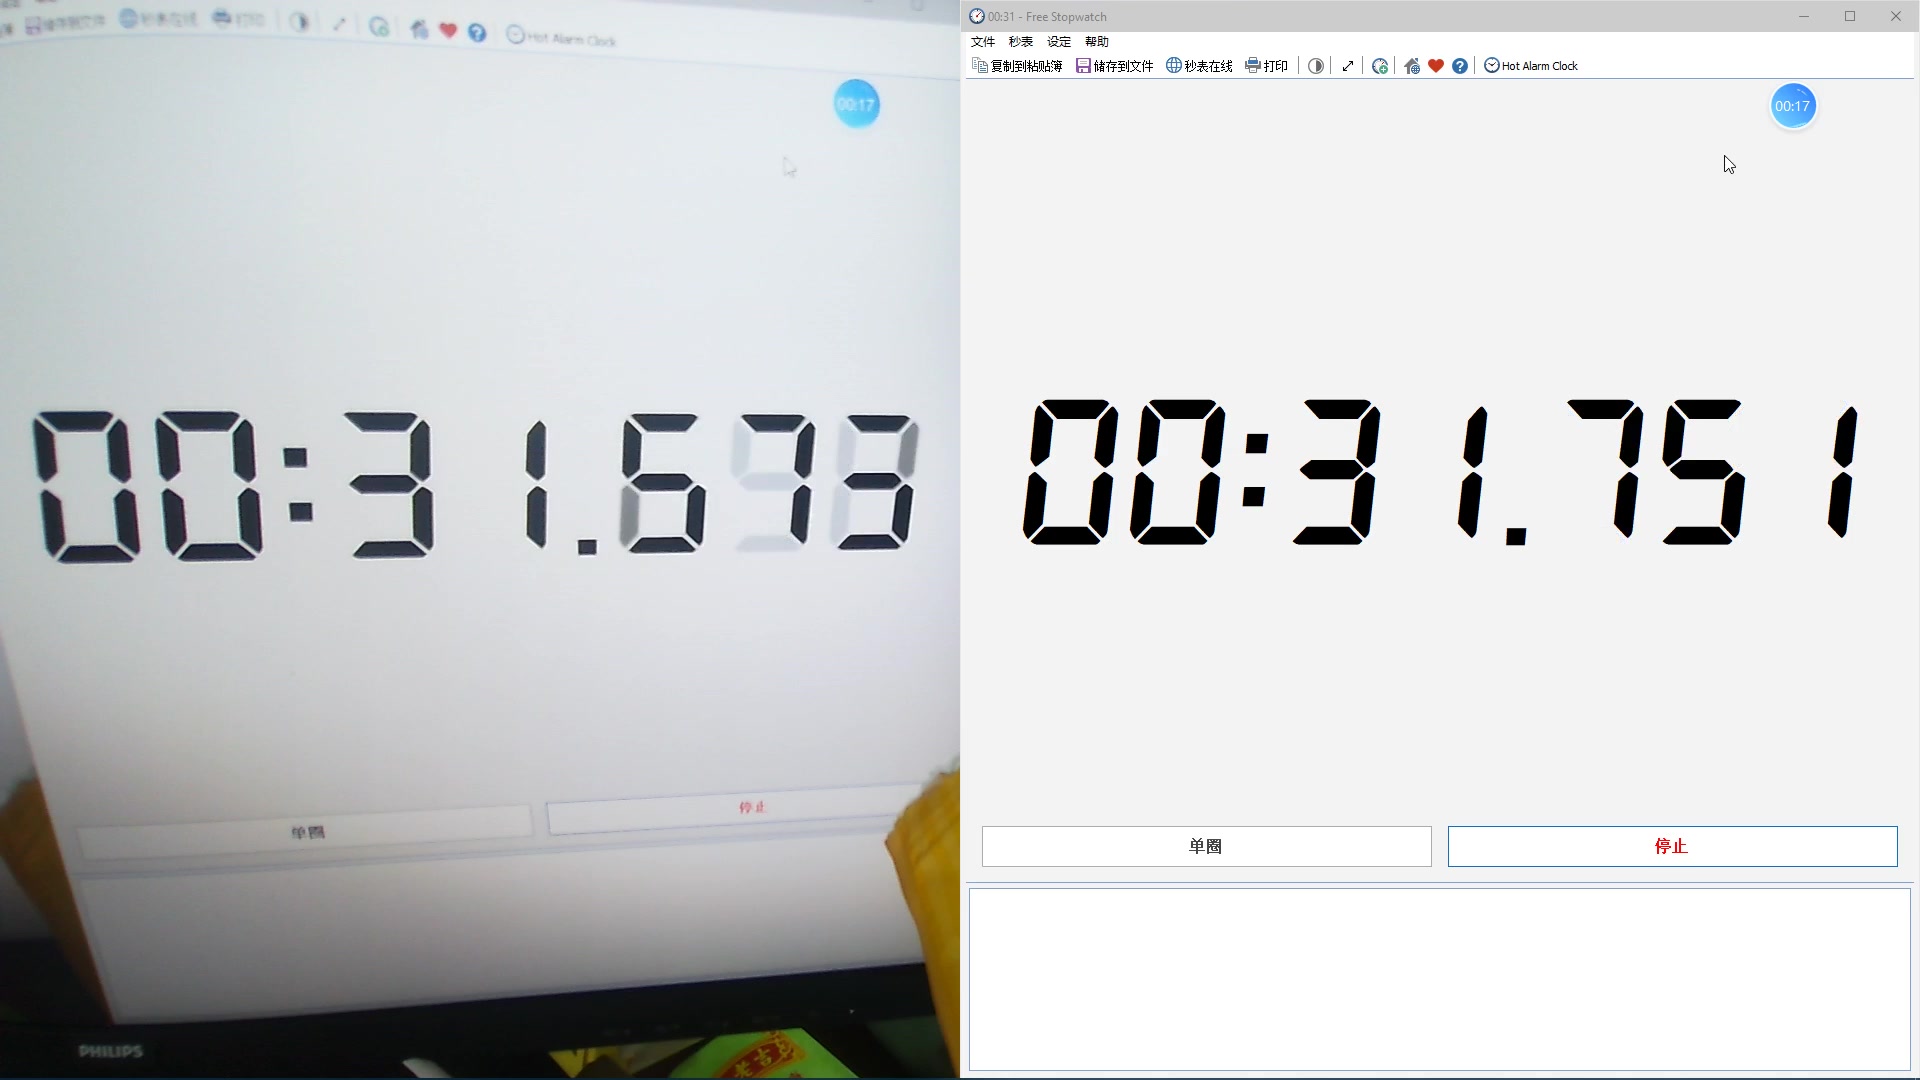 储存到文件 秒表在线 打印 Hot Alarm Clock
00:17
00:31.673
单圈 停止
PHILIPS
00:31 - Free Stopwatch
文件 秒表 设定 帮助
复制到粘贴簿 储存到文件 秒表在线 打印 Hot Alarm Clock
00:17
00:31.751
单圈 停止